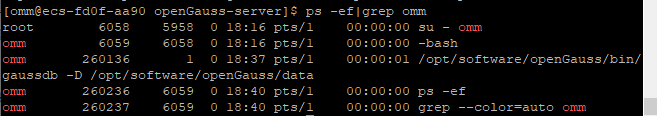 [omm@ecs-fd0f-aa90 openGauss-server]$ ps -ef|grep omm
root 6058 5958 0 18:16 pts/1 00:00:00 su - omm
omm 6059 6058 0 18:16 pts/1 00:00:00 -bash
omm 260136 1 0 18:37 pts/1 00:00:01 /opt/software/openGauss/bin/
gaussdb -D /opt/software/openGauss/data
omm 260236 6059 0 18:40 pts/1 00:00:00 ps -ef
omm 260237 6059 0 18:40 pts/1 00:00:00 grep --color=auto omm